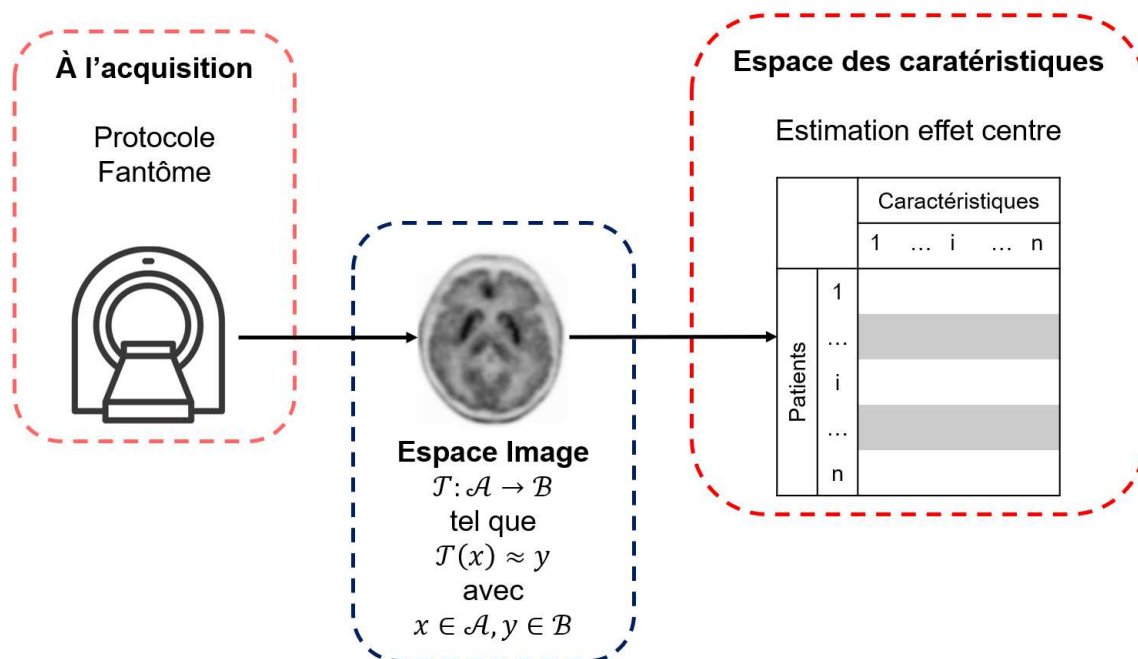 À l’acquisition
Protocole
Fantôme
Espace Image
𝒯: 𝒜 → ℬ
tel que
𝒯(x) ≈ y
avec
x ∈ 𝒜, y ∈ ℬ
Espace des caratéristiques
Estimation effet centre
Caractéristiques
1 … i … n
Patients
1
…
i
…
n